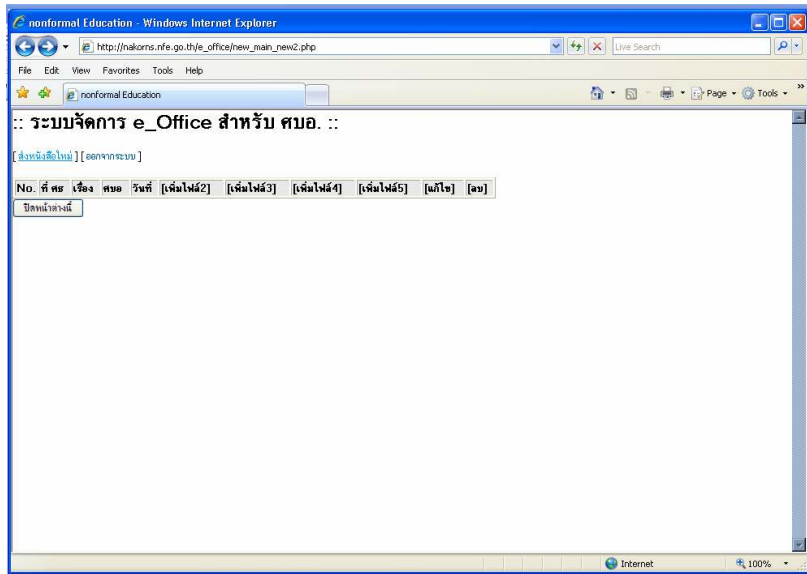 nonformal Education - Windows Internet Explorer
http://nakorns.nfe.go.th/e_office/new_main_new2.php
Live Search
File Edit View Favorites Tools Help
nonformal Education
Page Tools
:: ระบบจัดการ e_Office สำหรับ ศบอ. ::
[ ส่งหนังสือใหม่ ] [ ออกจากระบบ ]
No. ที่ ศธ เรื่อง ศบอ วันที่ [เพิ่มไฟล์2] [เพิ่มไฟล์3] [เพิ่มไฟล์4] [เพิ่มไฟล์5] [แก้ไข] [ลบ]
ปิดหน้าต่างนี้
Internet 100%